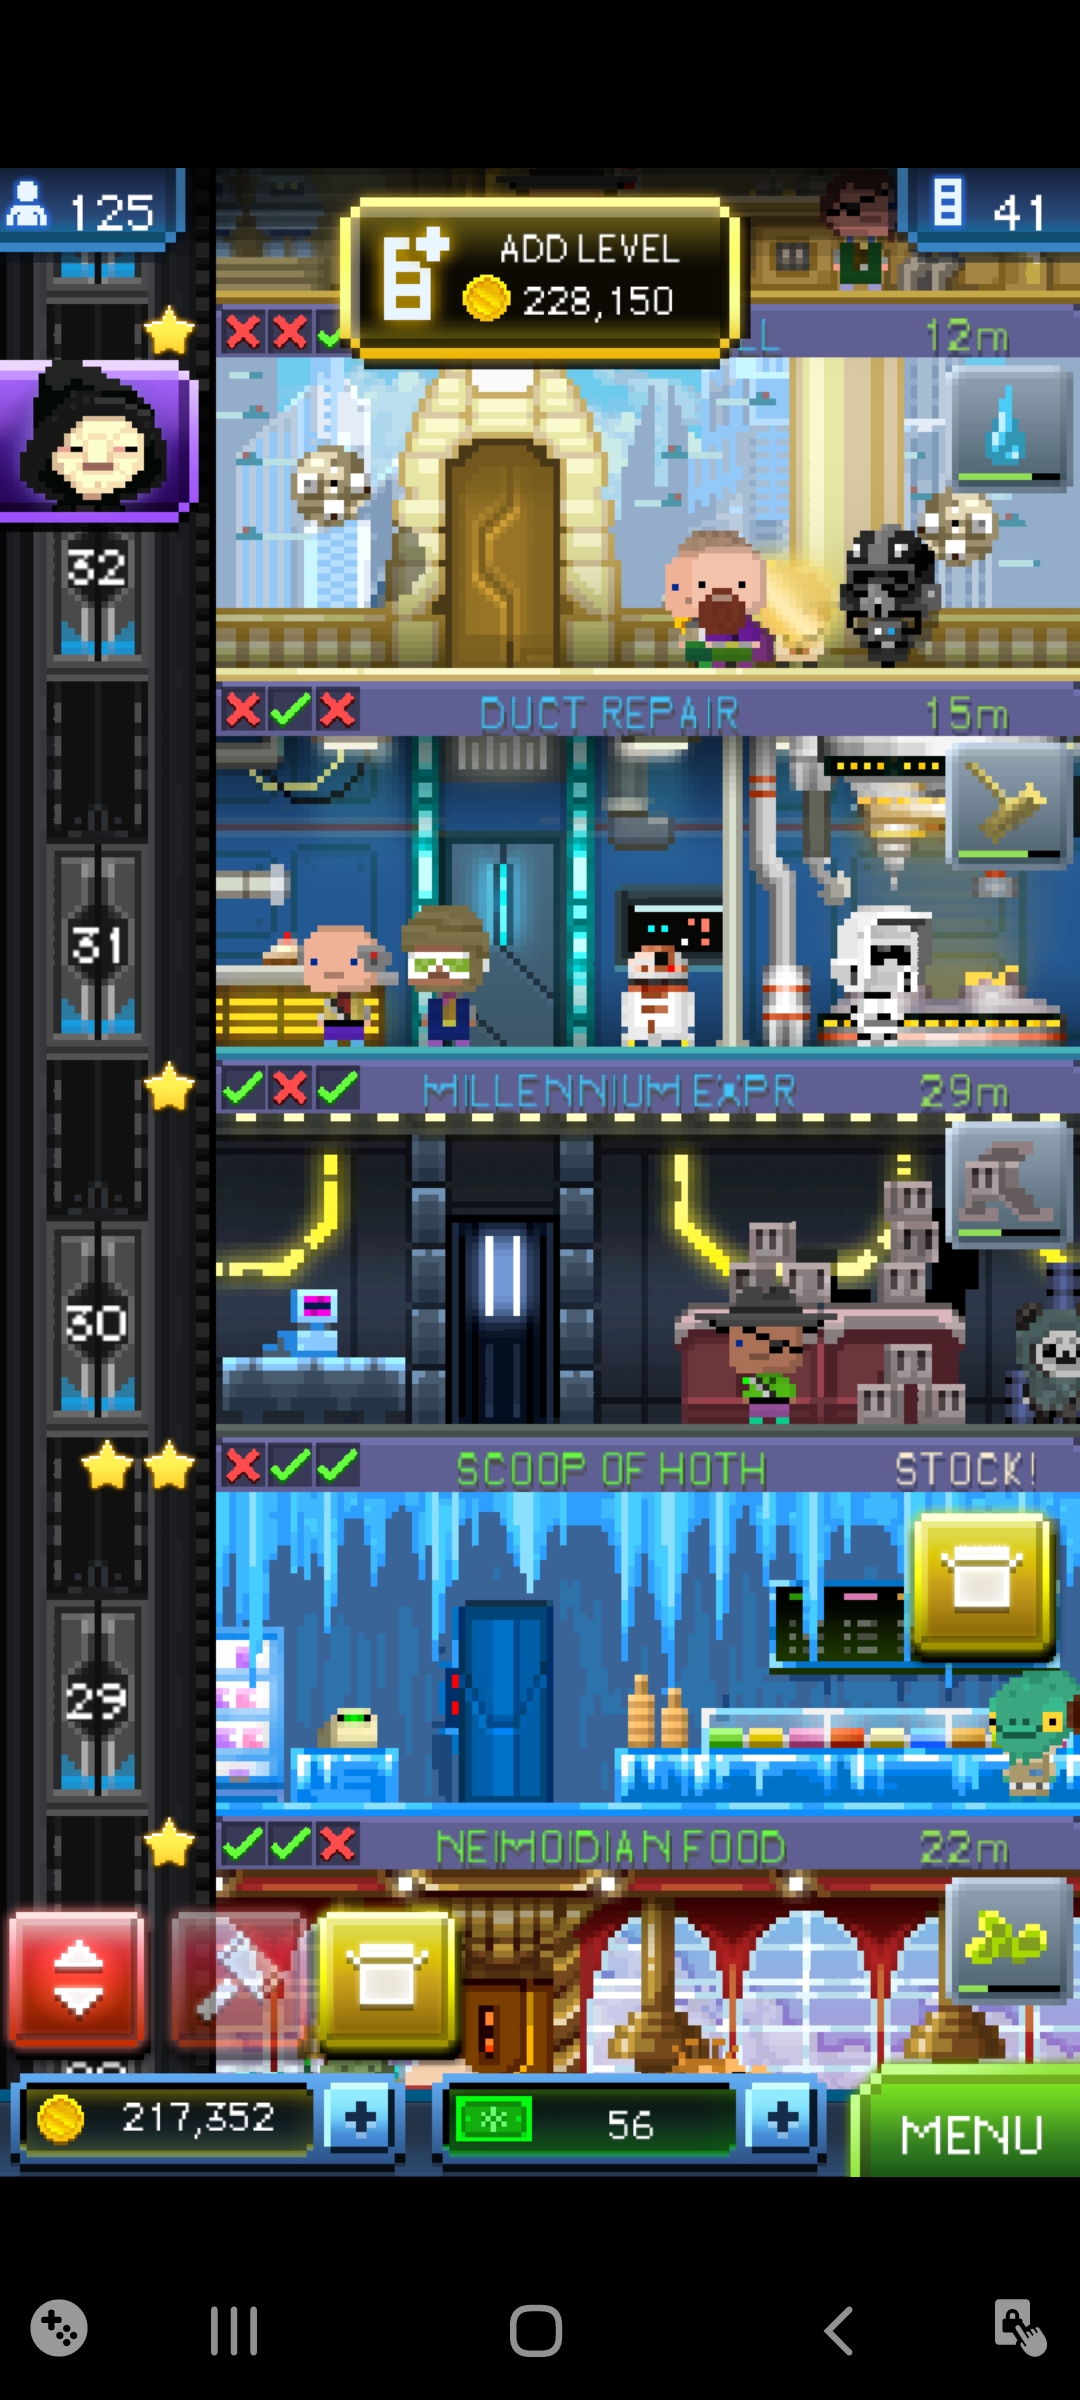 125
ADD LEVEL
228,150
41
LL
12m
32
DUCT REPAIR
15m
31
MILLENNIUM EXPR
29m
30
SCOOP OF HOTH
STOCK!
29
NEIMOIDIAN FOOD
22m
217,352
56
MENU